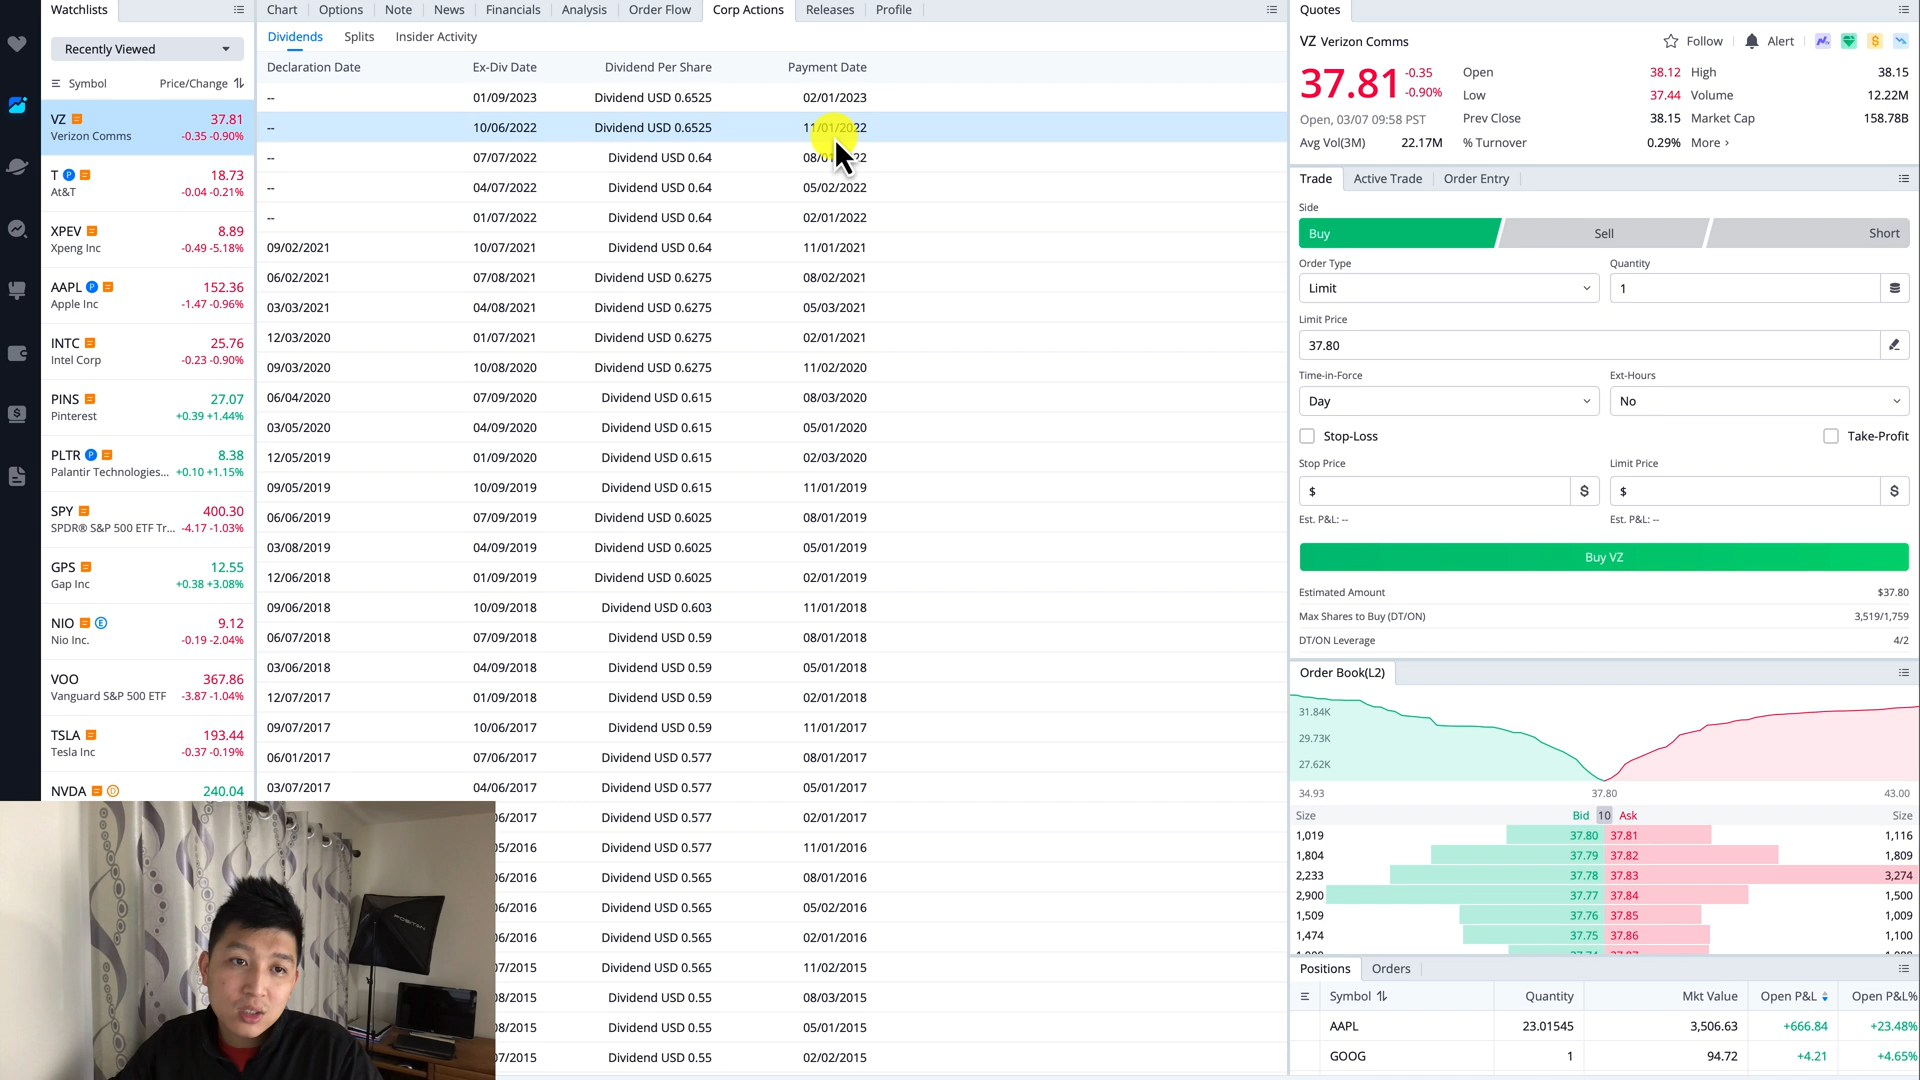 Watchlists
Recently Viewed
Symbol Price/Change
VZ 37.81
Verizon Comms -0.35 -0.90%
T P 18.73
At&T -0.04 -0.21%
XPEV 8.89
Xpeng Inc -0.49 -5.18%
AAPL P 152.36
Apple Inc -1.47 -0.96%
INTC 25.76
Intel Corp -0.23 -0.90%
PINS 27.07
Pinterest +0.39 +1.44%
PLTR P 8.38
Palantir Technologies... +0.10 +1.15%
SPY 400.30
SPDR® S&P 500 ETF Tr... -4.17 -1.03%
GPS 12.55
Gap Inc +0.38 +3.08%
NIO E 9.12
Nio Inc. -0.19 -2.04%
VOO 367.86
Vanguard S&P 500 ETF -3.87 -1.04%
TSLA 193.44
Tesla Inc -0.37 -0.19%
NVDA D 240.04
Chart Options Note News Financials Analysis Order Flow Corp Actions Releases Profile
Dividends Splits Insider Activity
Declaration Date Ex-Div Date Dividend Per Share Payment Date
-- 01/09/2023 Dividend USD 0.6525 02/01/2023
-- 10/06/2022 Dividend USD 0.6525 11/01/2022
-- 07/07/2022 Dividend USD 0.64
-- 04/07/2022 Dividend USD 0.64 05/02/2022
-- 01/07/2022 Dividend USD 0.64 02/01/2022
09/02/2021 10/07/2021 Dividend USD 0.64 11/01/2021
06/02/2021 07/08/2021 Dividend USD 0.6275 08/02/2021
03/03/2021 04/08/2021 Dividend USD 0.6275 05/03/2021
12/03/2020 01/07/2021 Dividend USD 0.6275 02/01/2021
09/03/2020 10/08/2020 Dividend USD 0.6275 11/02/2020
06/04/2020 07/09/2020 Dividend USD 0.615 08/03/2020
03/05/2020 04/09/2020 Dividend USD 0.615 05/01/2020
12/05/2019 01/09/2020 Dividend USD 0.615 02/03/2020
09/05/2019 10/09/2019 Dividend USD 0.615 11/01/2019
06/06/2019 07/09/2019 Dividend USD 0.6025 08/01/2019
03/08/2019 04/09/2019 Dividend USD 0.6025 05/01/2019
12/06/2018 01/09/2019 Dividend USD 0.6025 02/01/2019
09/06/2018 10/09/2018 Dividend USD 0.603 11/01/2018
06/07/2018 07/09/2018 Dividend USD 0.59 08/01/2018
03/06/2018 04/09/2018 Dividend USD 0.59 05/01/2018
12/07/2017 01/09/2018 Dividend USD 0.59 02/01/2018
09/07/2017 10/06/2017 Dividend USD 0.59 11/01/2017
06/01/2017 07/06/2017 Dividend USD 0.577 08/01/2017
03/07/2017 04/06/2017 Dividend USD 0.577 05/01/2017
06/2017 Dividend USD 0.577 02/01/2017
05/2016 Dividend USD 0.577 11/01/2016
06/2016 Dividend USD 0.565 08/01/2016
06/2016 Dividend USD 0.565 05/02/2016
06/2016 Dividend USD 0.565 02/01/2016
07/2015 Dividend USD 0.565 11/02/2015
08/2015 Dividend USD 0.55 08/03/2015
08/2015 Dividend USD 0.55 05/01/2015
07/2015 Dividend USD 0.55 02/02/2015
Quotes
VZ Verizon Comms Follow Alert
37.81 -0.35 -0.90%
Open 38.12 High 38.15
Low 37.44 Volume 12.22M
Open, 03/07 09:58 PST Prev Close 38.15 Market Cap 158.78B
Avg Vol(3M) 22.17M % Turnover 0.29% More ›
Trade Active Trade Order Entry
Side
Buy Sell Short
Order Type Quantity
Limit 1
Limit Price
37.80
Time-in-Force Ext-Hours
Day No
Stop-Loss Take-Profit
Stop Price Limit Price
$ $ $ $
Est. P&L: -- Est. P&L: --
Buy VZ
Estimated Amount $37.80
Max Shares to Buy (DT/ON) 3,519/1,759
DT/ON Leverage 4/2
Order Book(L2)
31.84K
29.73K
27.62K
34.93 37.80 43.00
Size Bid 10 Ask Size
1,019 37.80 37.81 1,116
1,804 37.79 37.82 1,809
2,233 37.78 37.83 3,274
2,900 37.77 37.84 1,500
1,509 37.76 37.85 1,009
1,474 37.75 37.86 1,100
Positions Orders
Symbol Quantity Mkt Value Open P&L Open P&L%
AAPL 23.01545 3,506.63 +666.84 +23.48%
GOOG 1 94.72 +4.21 +4.65%